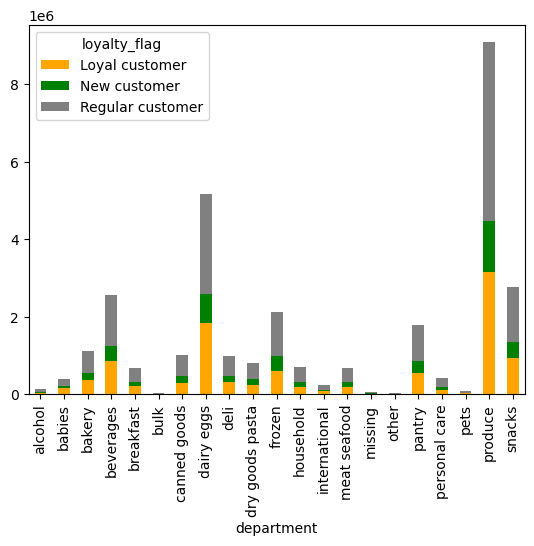 1e6
loyalty_flag
Loyal customer
New customer
Regular customer
8
6
4
2
0
alcohol
babies
bakery
beverages
breakfast
bulk
canned goods
dairy eggs
deli
dry goods pasta
frozen
household
international
meat seafood
missing
other
pantry
personal care
pets
produce
snacks
department